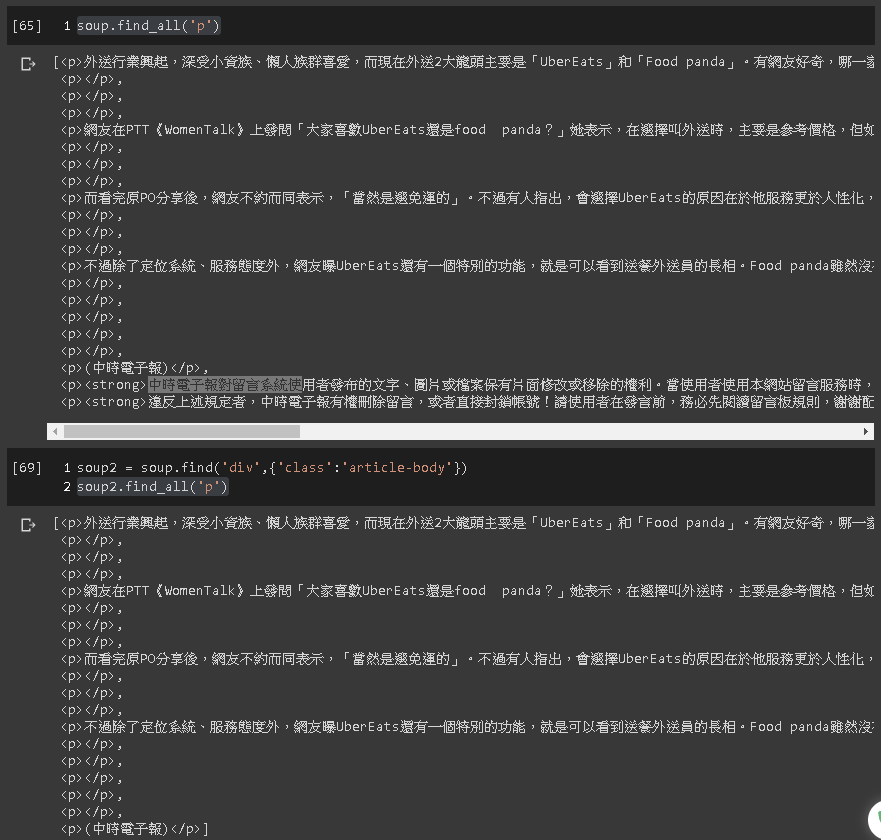 [65] 1 soup.find_all('p')
[<p>外送行業興起，深受小資族、懶人族群喜愛，而現在外送2大龍頭主要是「UberEats」和「Food panda」。有網友好奇，哪一家
<p></p>,
<p></p>,
<p></p>,
<p>網友在PTT《WomenTalk》上發問「大家喜歡UberEats還是food  panda？」她表示，在選擇叫外送時，主要是參考價格，但如
<p></p>,
<p></p>,
<p></p>,
<p>而看完原PO分享後，網友不約而同表示，「當然是選免運的」。不過有人指出，會選擇UberEats的原因在於他服務更於人性化，
<p></p>,
<p></p>,
<p></p>,
<p>不過除了定位系統、服務態度外，網友曝UberEats還有一個特別的功能，就是可以看到送餐外送員的長相。Food panda雖然沒
<p></p>,
<p></p>,
<p></p>,
<p></p>,
<p></p>,
<p>(中時電子報)</p>,
<p><strong>中時電子報對留言系統使用者發布的文字、圖片或檔案保有片面修改或移除的權利。當使用者使用本網站留言服務時，
<p><strong>違反上述規定者，中時電子報有權刪除留言，或者直接封鎖帳號！請使用者在發言前，務必先閱讀留言板規則，謝謝配
[69] 1 soup2 = soup.find('div',{'class':'article-body'})
2 soup2.find_all('p')
[<p>外送行業興起，深受小資族、懶人族群喜愛，而現在外送2大龍頭主要是「UberEats」和「Food panda」。有網友好奇，哪一家
<p></p>,
<p></p>,
<p></p>,
<p>網友在PTT《WomenTalk》上發問「大家喜歡UberEats還是food  panda？」她表示，在選擇叫外送時，主要是參考價格，但如
<p></p>,
<p></p>,
<p></p>,
<p>而看完原PO分享後，網友不約而同表示，「當然是選免運的」。不過有人指出，會選擇UberEats的原因在於他服務更於人性化，
<p></p>,
<p></p>,
<p></p>,
<p>不過除了定位系統、服務態度外，網友曝UberEats還有一個特別的功能，就是可以看到送餐外送員的長相。Food panda雖然沒
<p></p>,
<p></p>,
<p></p>,
<p></p>,
<p></p>,
<p>(中時電子報)</p>]